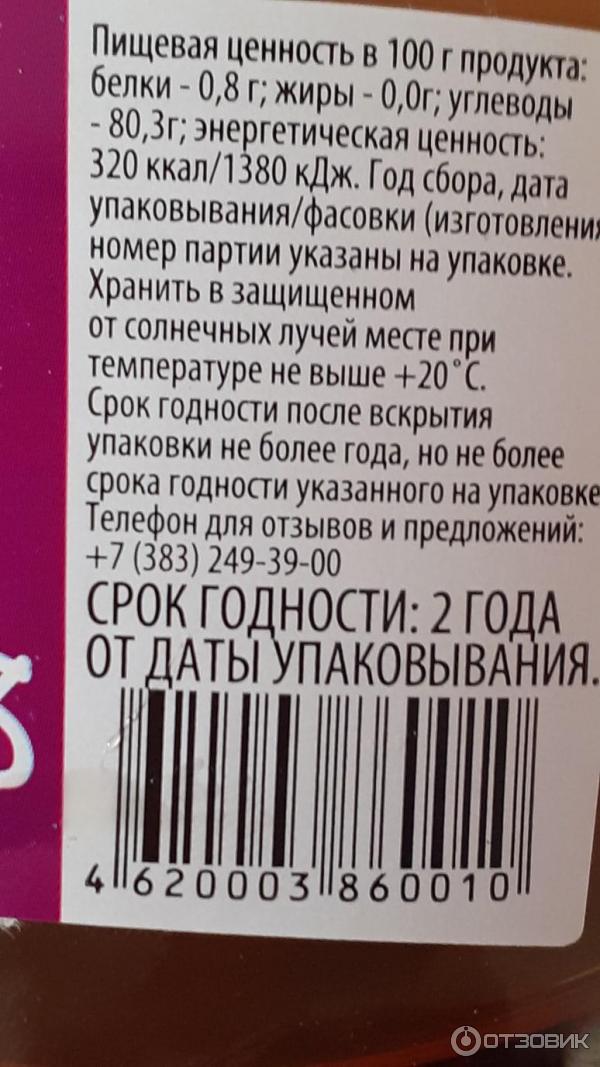 Пищевая ценность в 100 г продукта:
белки - 0,8 г; жиры - 0,0г; углеводы
- 80,3г; энергетическая ценность:
320 ккал/1380 кДж. Год сбора, дата
упаковывания/фасовки (изготовления
номер партии указаны на упаковке.
Хранить в защищенном
от солнечных лучей месте при
температуре не выше +20°С.
Срок годности после вскрытия
упаковки не более года, но не более
срока годности указанного на упаковке
Телефон для отзывов и предложений:
+7 (383) 249-39-00
СРОК ГОДНОСТИ: 2 ГОДА
ОТ ДАТЫ УПАКОВЫВАНИЯ.
4 620003 860010
ОТЗОВИК